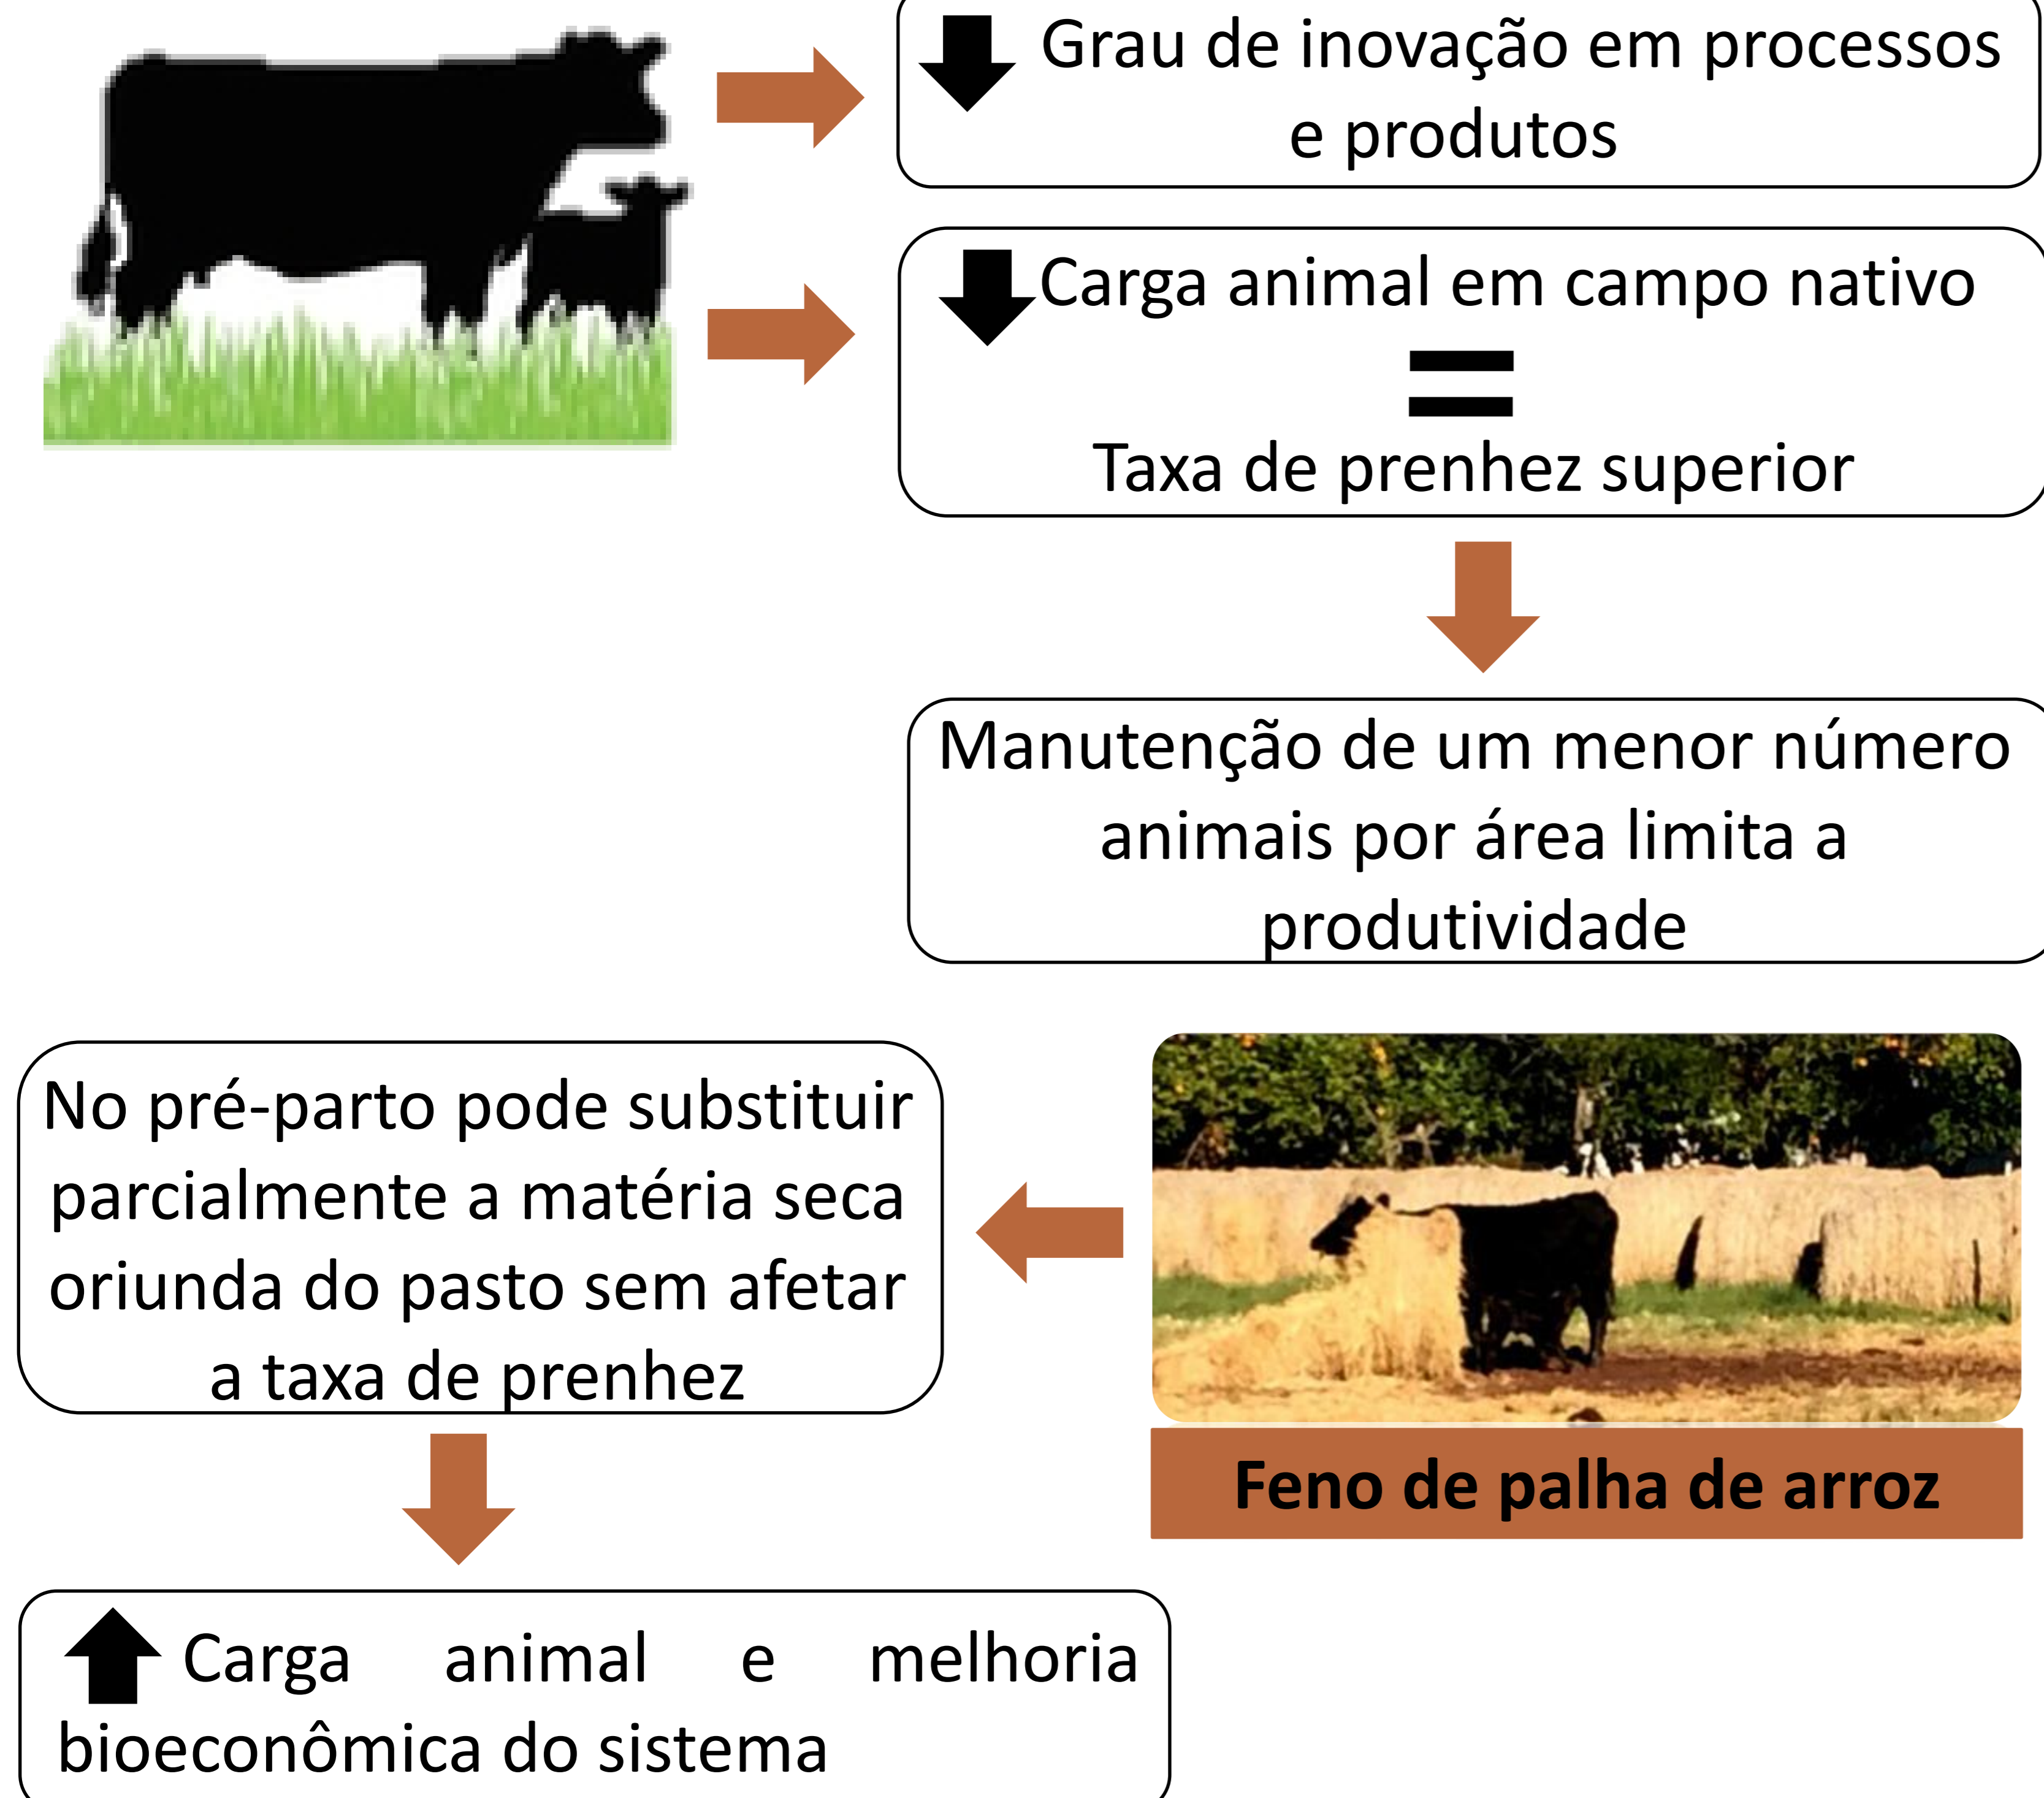 Grau de inovação em processos
e produtos
Carga animal em campo nativo
=
Taxa de prenhez superior
Manutenção de um menor número
animais por área limita a
produtividade
No pré-parto pode substituir
parcialmente a matéria seca
oriunda do pasto sem afetar
a taxa de prenhez
Feno de palha de arroz
Carga animal e melhoria
bioeconômica do sistema